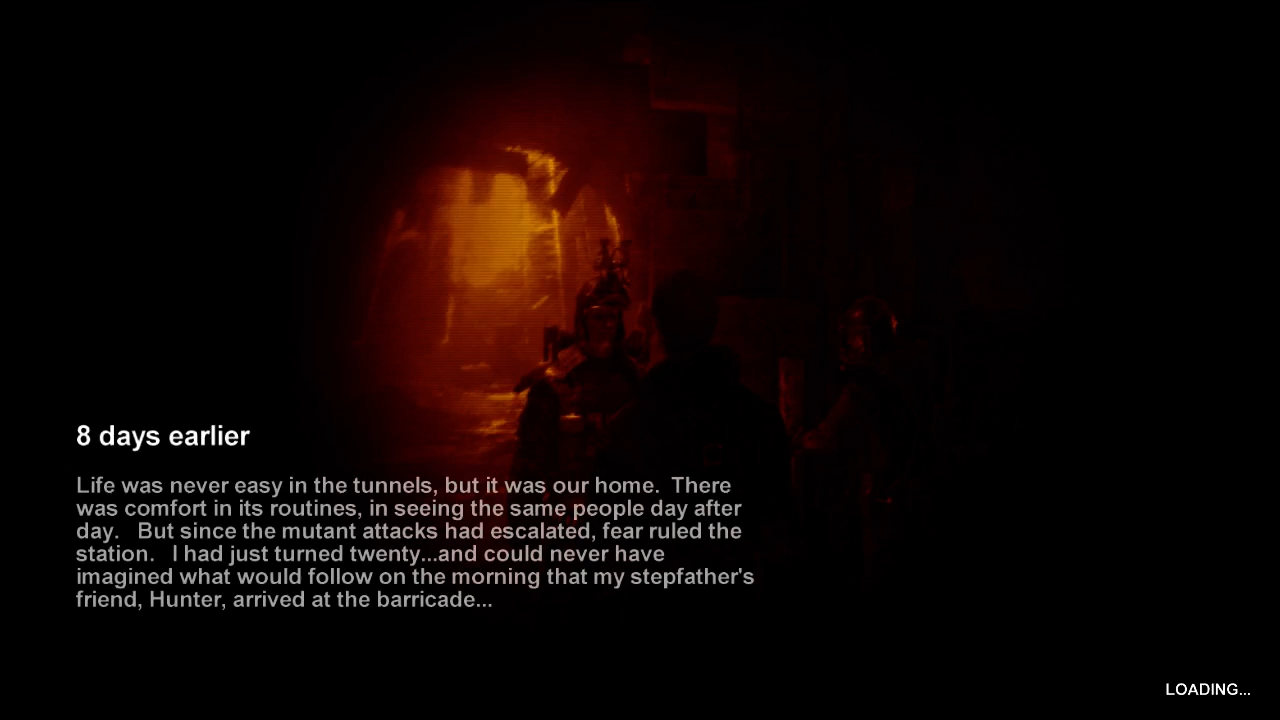 8 days earlier
Life was never easy in the tunnels, but it was our home.  There
was comfort in its routines, in seeing the same people day after
day.   But since the mutant attacks had escalated, fear ruled the
station.   I had just turned twenty...and could never have
imagined what would follow on the morning that my stepfather's
friend, Hunter, arrived at the barricade...
LOADING...